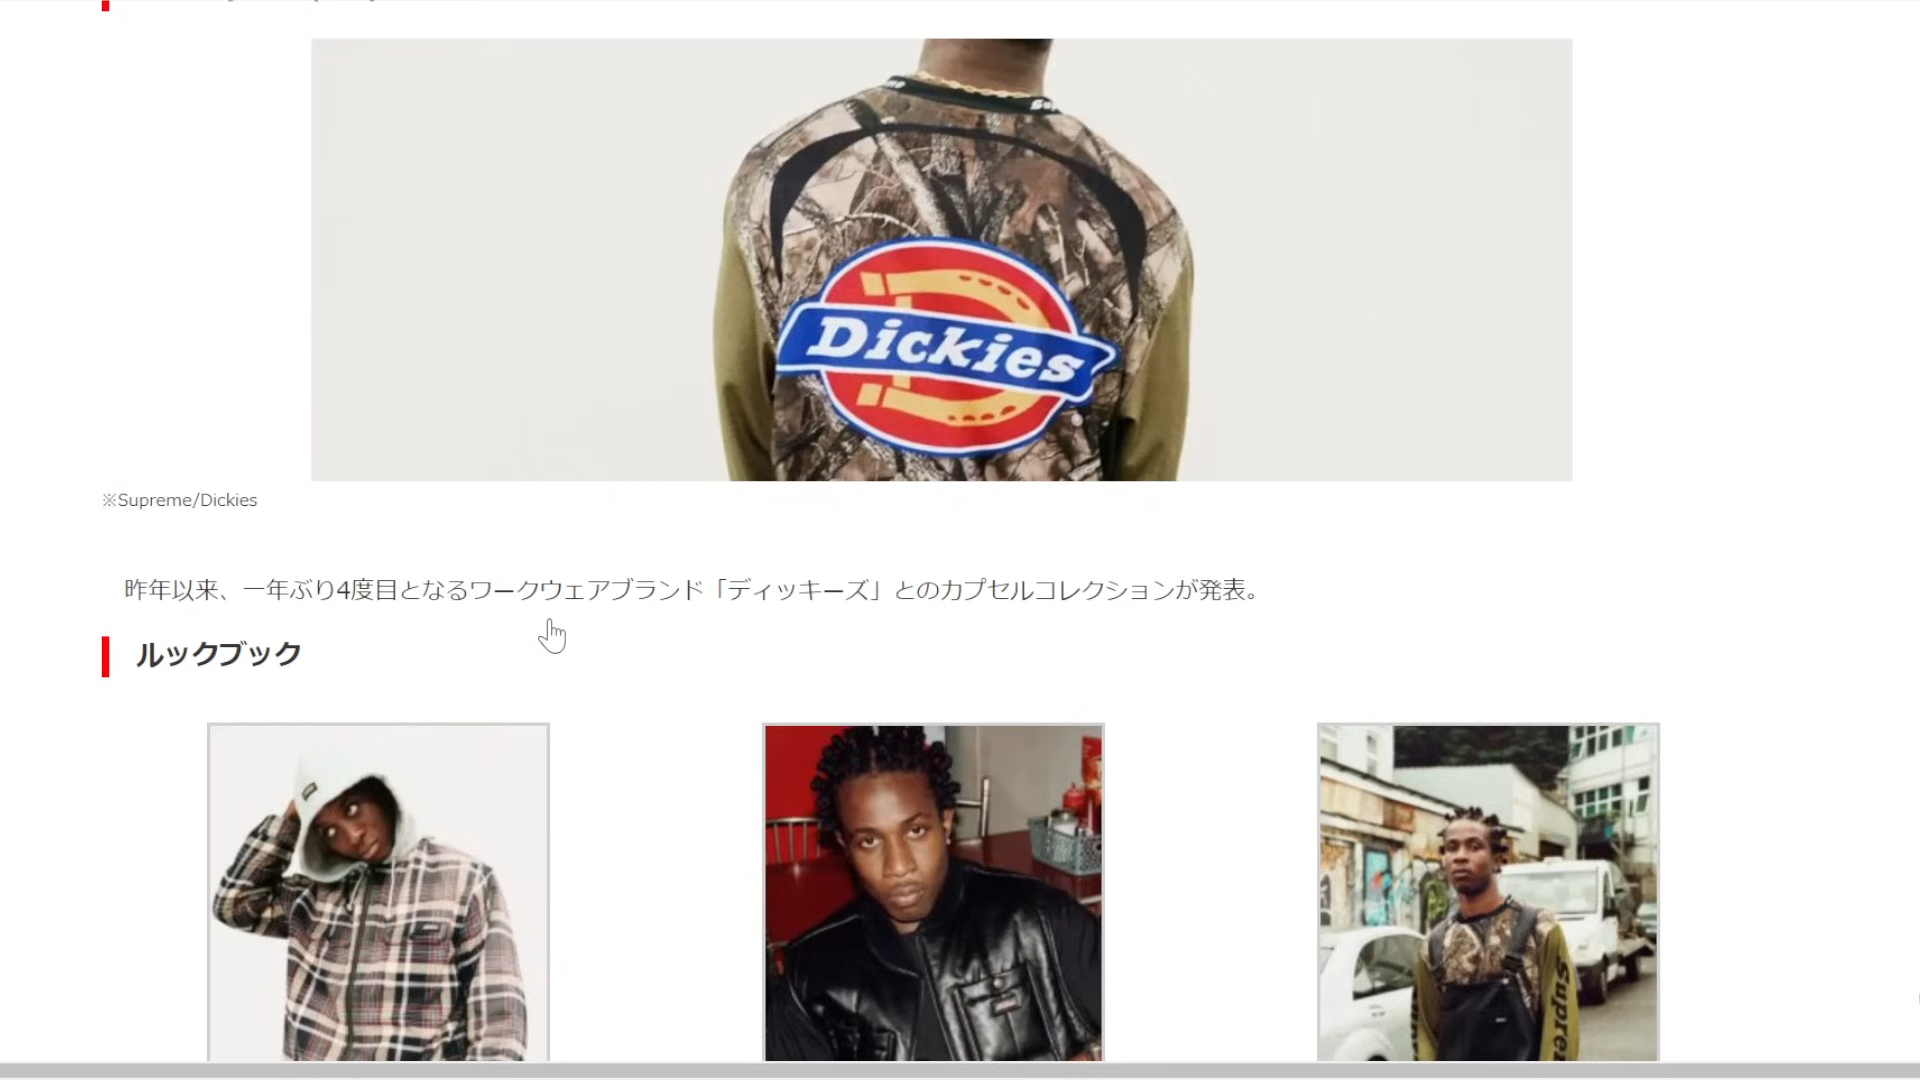 Dickies
※Supreme/Dickies
昨年以来、一年ぶり4度目となるワークウェアブランド「ディッキーズ」とのカプセルコレクションが発表。
ルックブック
Supreme